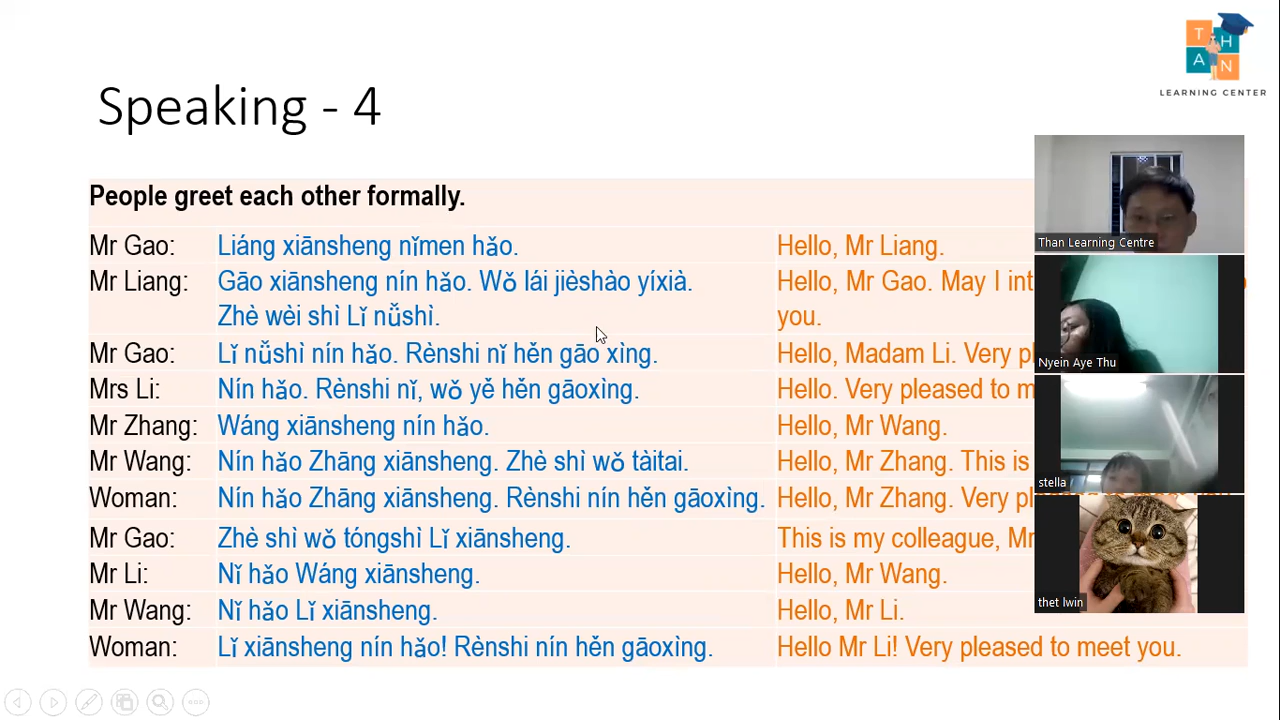 T H
A N
LEARNING CENTER
Speaking - 4
People greet each other formally.
Mr Gao: Liáng xiānsheng nǐmen hǎo. Hello, Mr Liang.
Mr Liang: Gāo xiānsheng nín hǎo. Wǒ lái jièshào yíxià. Hello, Mr Gao. May I
Zhè wèi shì Lǐ nǚshì. you.
Mr Gao: Lǐ nǚshì nín hǎo. Rènshi nǐ hěn gāo xìng. Hello, Madam Li. Very
Mrs Li: Nín hǎo. Rènshi nǐ, wǒ yě hěn gāoxìng. Hello. Very pleased to
Mr Zhang: Wáng xiānsheng nín hǎo. Hello, Mr Wang.
Mr Wang: Nín hǎo Zhāng xiānsheng. Zhè shì wǒ tàitai. Hello, Mr Zhang. This is
Woman: Nín hǎo Zhāng xiānsheng. Rènshi nín hěn gāoxìng. Hello, Mr Zhang. Very
Mr Gao: Zhè shì wǒ tóngshì Lǐ xiānsheng. This is my colleague, Mr
Mr Li: Nǐ hǎo Wáng xiānsheng. Hello, Mr Wang.
Mr Wang: Nǐ hǎo Lǐ xiānsheng. Hello, Mr Li.
Woman: Lǐ xiānsheng nín hǎo! Rènshi nín hěn gāoxìng. Hello Mr Li! Very pleased to meet you.
Than Learning Centre
Nyein Aye Thu
stella
thet lwin